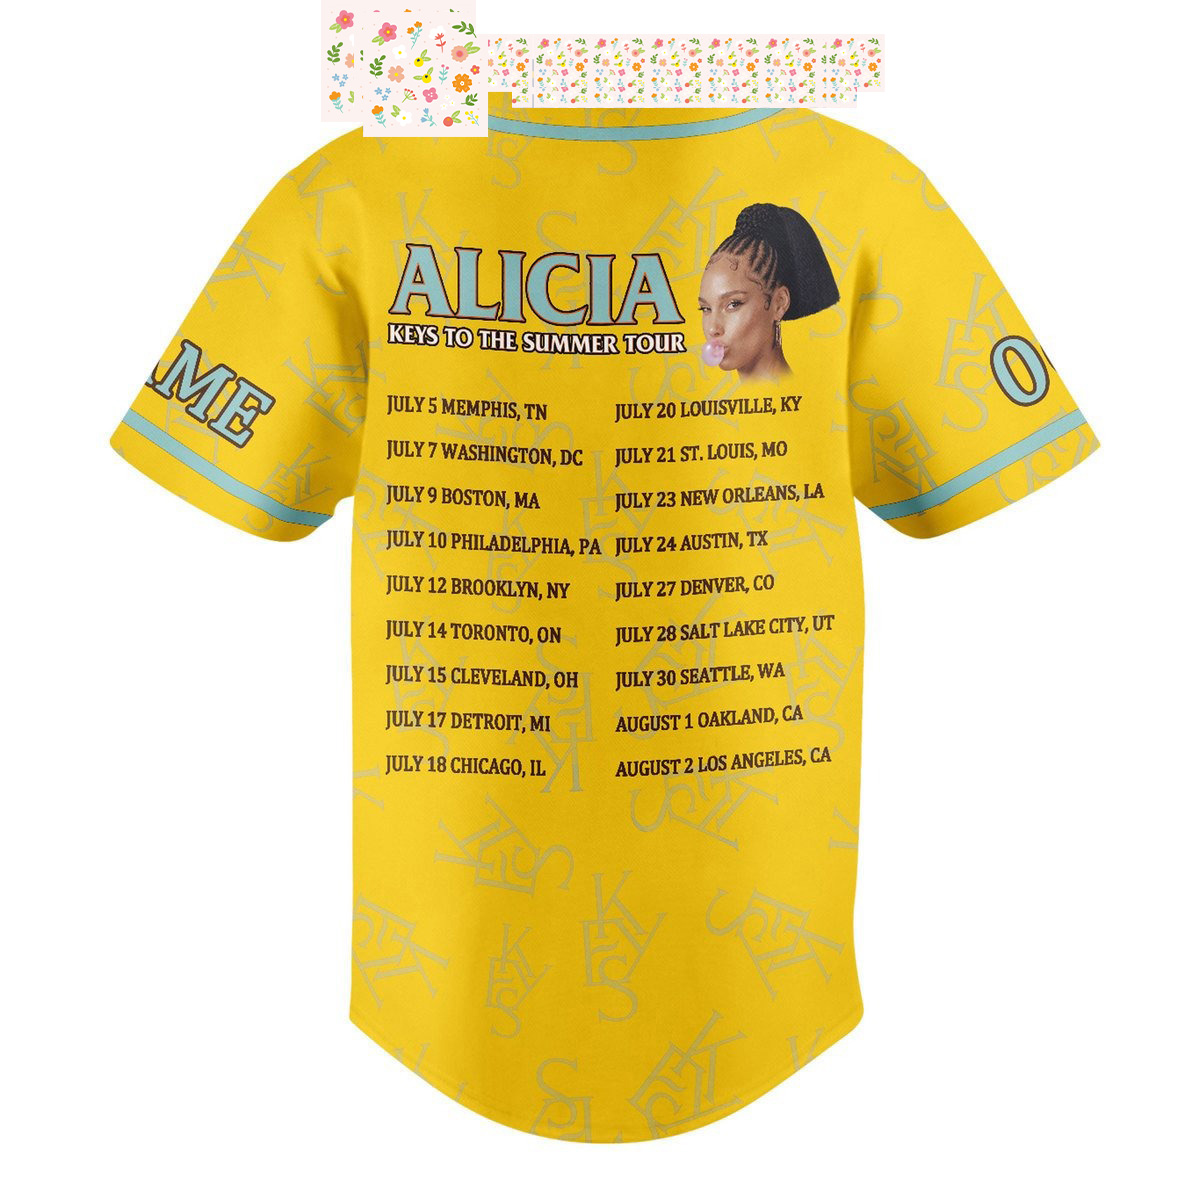 ALICIA
KEYS TO THE SUMMER TOUR
JULY 5 MEMPHIS, TN
JULY 7 WASHINGTON, DC
JULY 9 BOSTON, MA
JULY 10 PHILADELPHIA, PA
JULY 12 BROOKLYN, NY
JULY 14 TORONTO, ON
JULY 15 CLEVELAND, OH
JULY 17 DETROIT, MI
JULY 18 CHICAGO, IL
JULY 20 LOUISVILLE, KY
JULY 21 ST. LOUIS, MO
JULY 23 NEW ORLEANS, LA
JULY 24 AUSTIN, TX
JULY 27 DENVER, CO
JULY 28 SALT LAKE CITY, UT
JULY 30 SEATTLE, WA
AUGUST 1 OAKLAND, CA
AUGUST 2 LOS ANGELES, CA
AME
0
KEYS